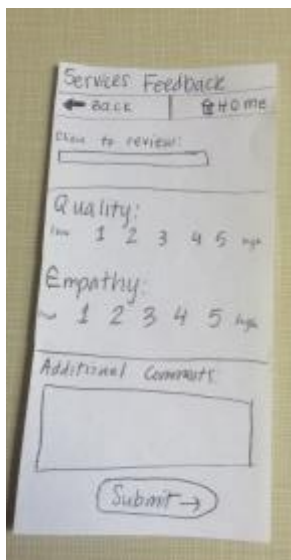 Services Feedback
← Back | Home
to review:
Quality:
low 1 2 3 4 5 high
Empathy:
low 1 2 3 4 5 high
Additional Comments
Submit →